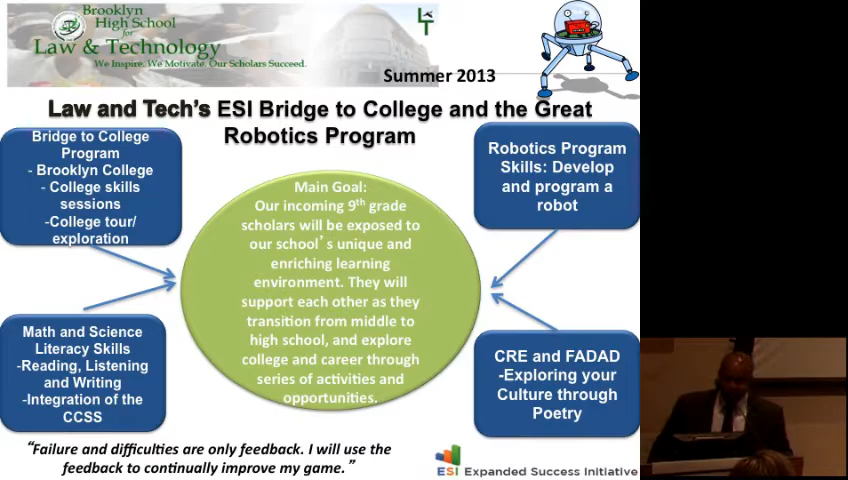 Brooklyn
High School
for
Law & Technology
We Inspire. We Motivate. Our Scholars Succeed.
LT
Summer 2013
Law and Tech's ESI Bridge to College and the Great
Robotics Program
Bridge to College
Program
- Brooklyn College
- College skills
sessions
-College tour/
exploration
Robotics Program
Skills: Develop
and program a
robot
Main Goal:
Our incoming 9th grade
scholars will be exposed to
our school's unique and
enriching learning
environment. They will
support each other as they
transition from middle to
high school, and explore
college and career through
series of activities and
opportunities.
Math and Science
Literacy Skills
-Reading, Listening
and Writing
-Integration of the
CCSS
CRE and FADAD
-Exploring your
Culture through
Poetry
"Failure and difficulties are only feedback. I will use the
feedback to continually improve my game."
ESI Expanded Success Initiative